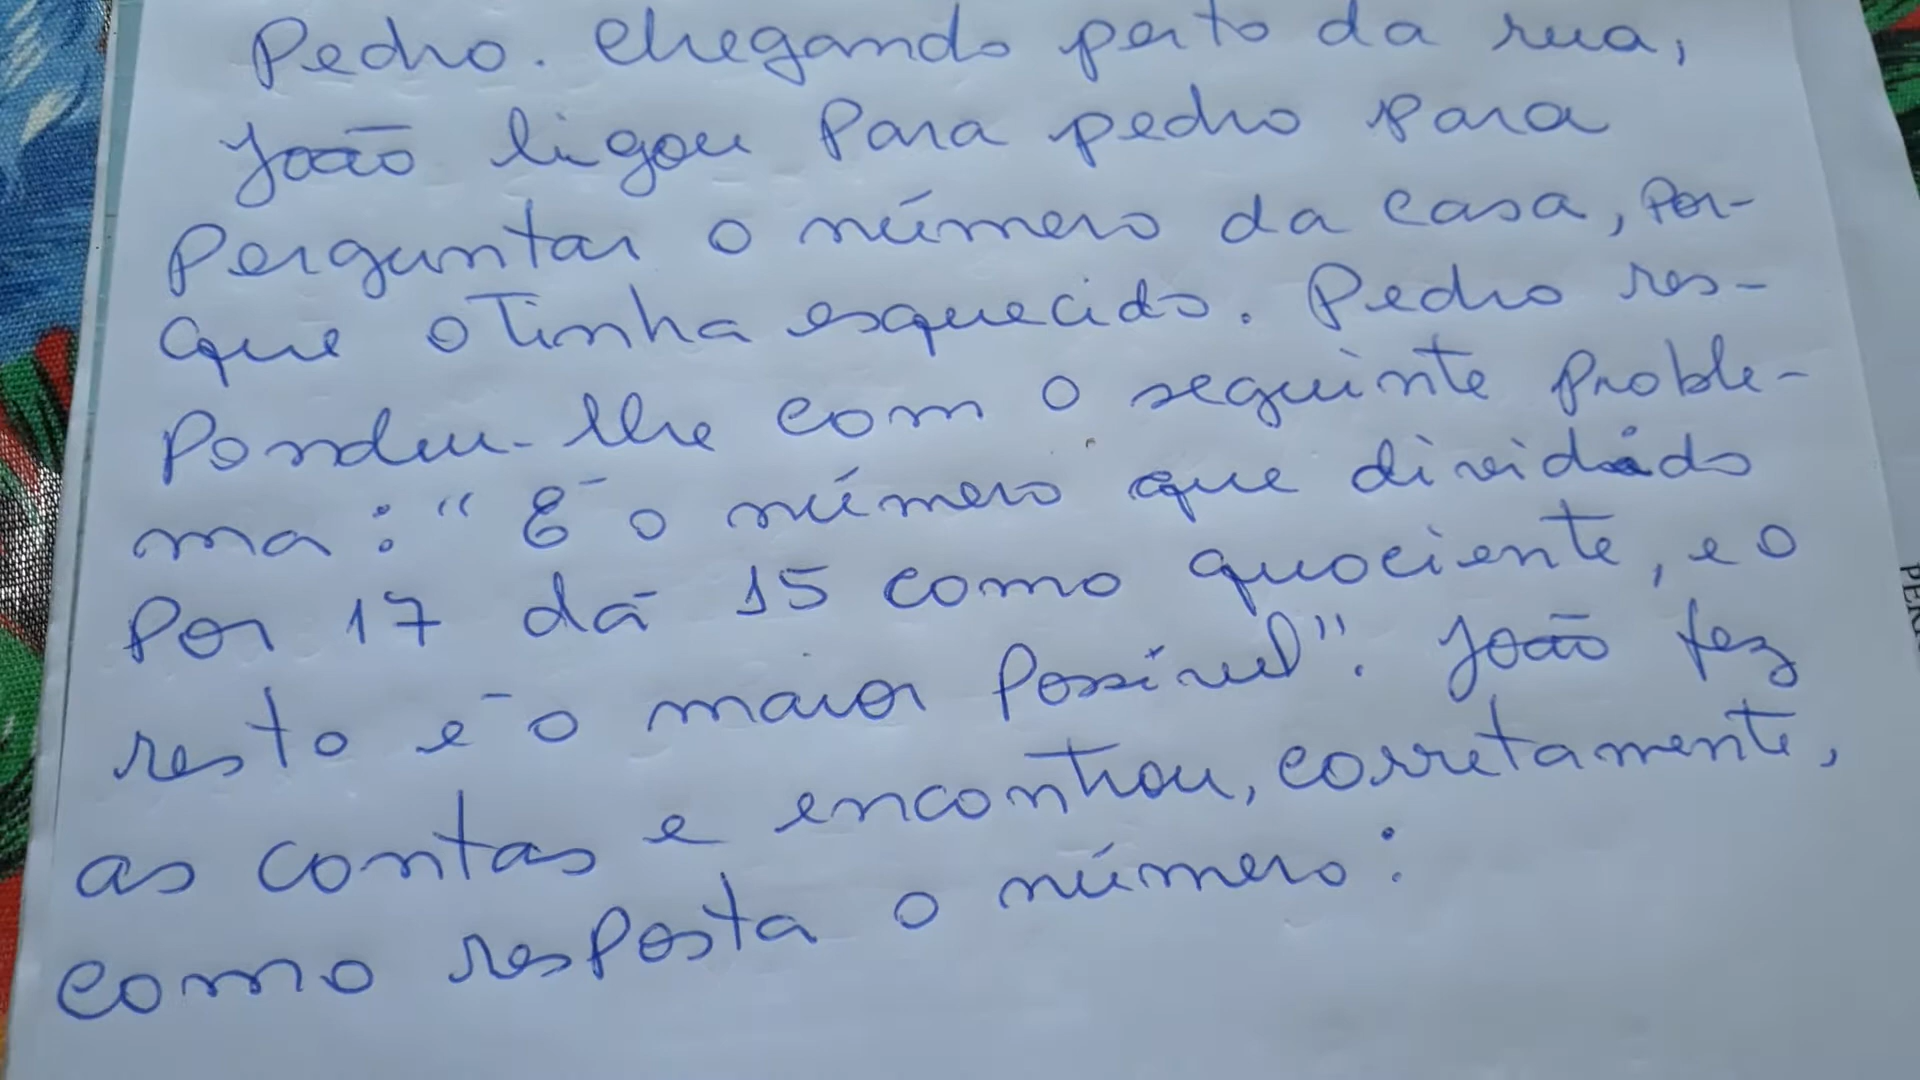 Pedro. Chegando perto da rua,
João ligou Para pedro para
Perguntar o número da casa, Por-
que o Tinha esquecido. Pedro res-
Pondeu-lhe com o seguinte Proble-
ma: "É o número que dividido
Por 17 dá 15 como quociente, e o
resto é o maior Possível". João fez
as contas e encontrou, corretamente,
como resposta o número: